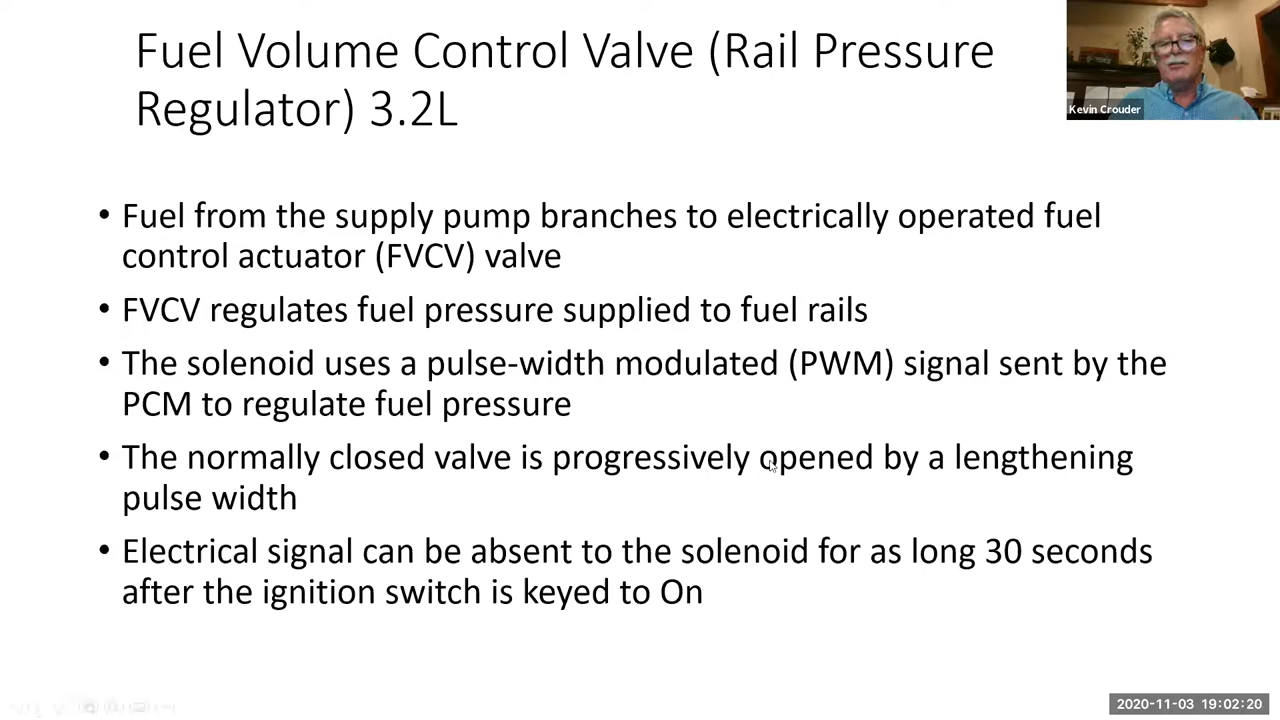 Fuel Volume Control Valve (Rail Pressure
Regulator) 3.2L
Kevin Crouder
• Fuel from the supply pump branches to electrically operated fuel
control actuator (FVCV) valve
• FVCV regulates fuel pressure supplied to fuel rails
• The solenoid uses a pulse-width modulated (PWM) signal sent by the
PCM to regulate fuel pressure
• The normally closed valve is progressively opened by a lengthening
pulse width
• Electrical signal can be absent to the solenoid for as long 30 seconds
after the ignition switch is keyed to On
2020-11-03 19:02:20